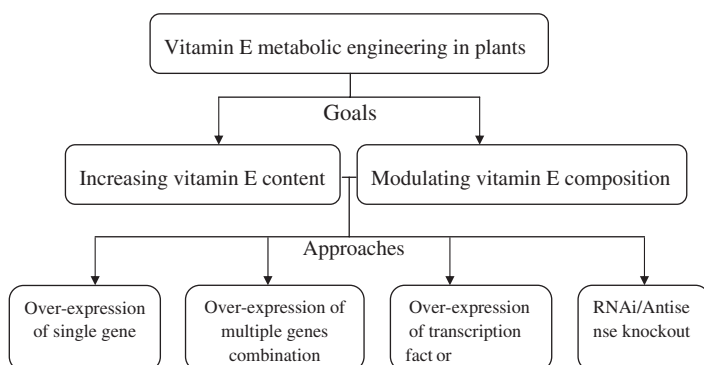 Vitamin E metabolic engineering in plants
Goals
Increasing vitamin E content
Modulating vitamin E composition
Approaches
Over-expression
of single gene
Over-expression of
multiple genes
combination
Over-expression
of transcription
fact or
RNAi/Antise
nse knockout